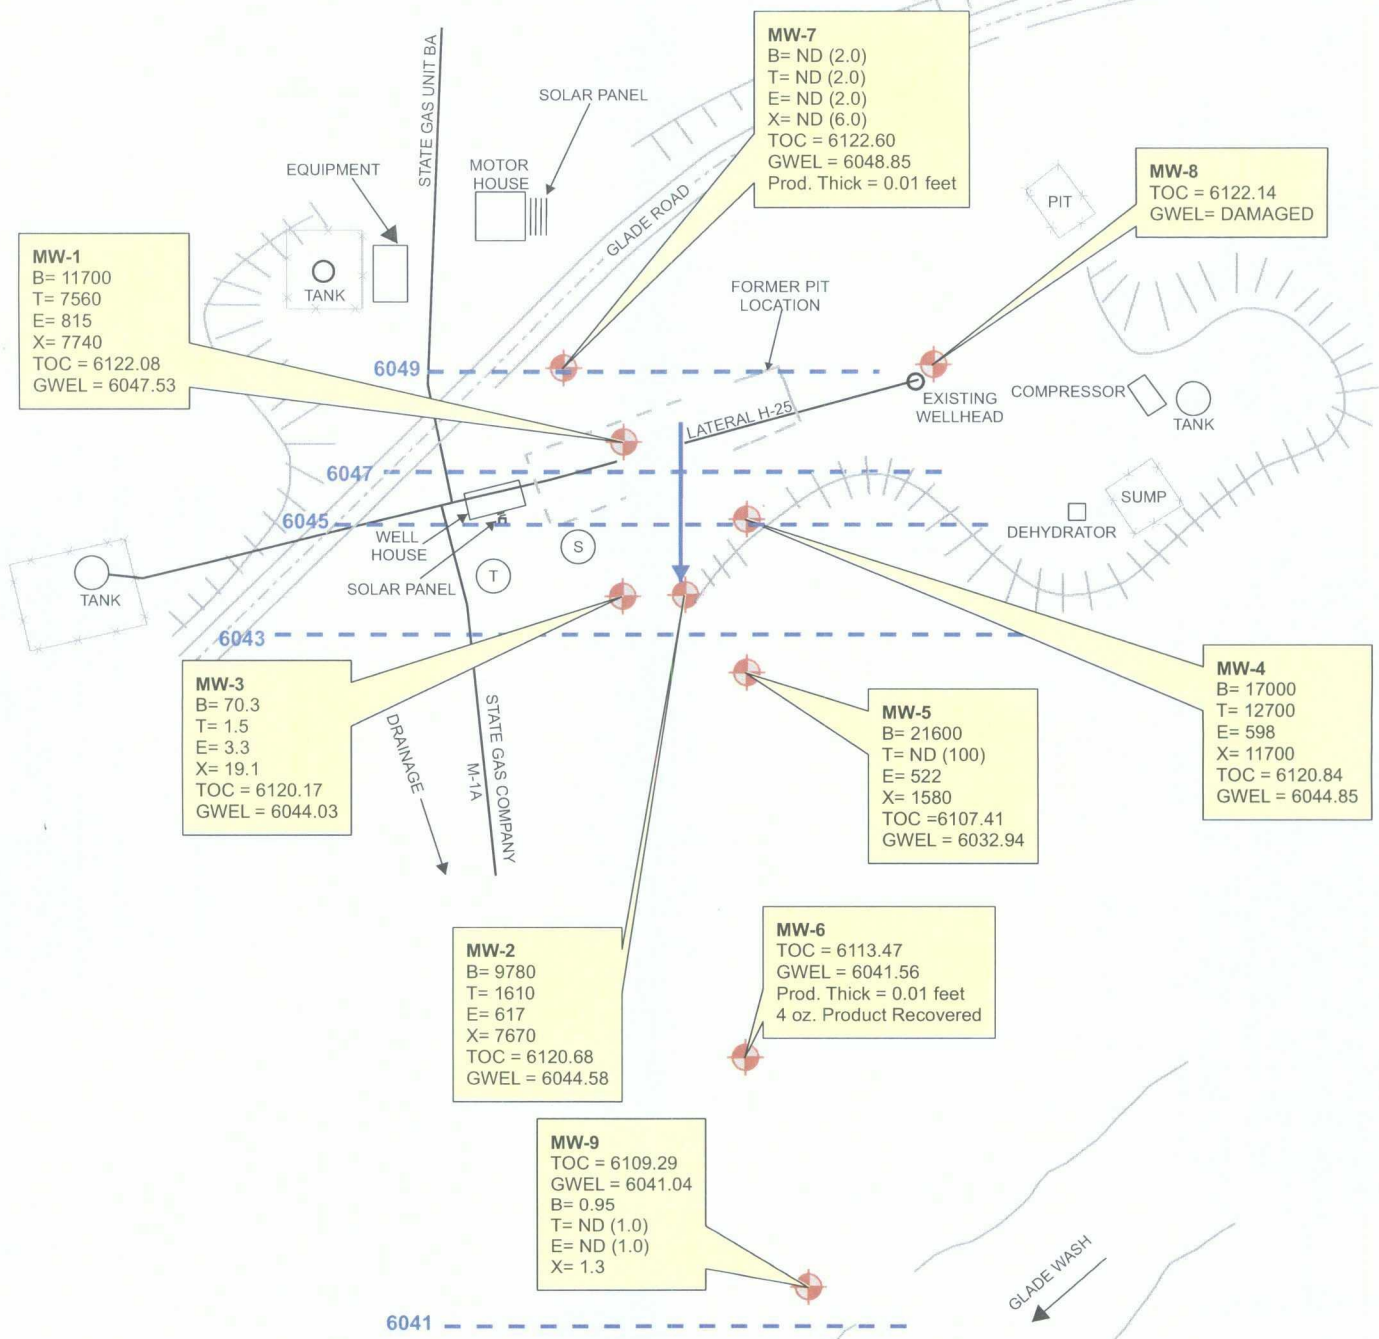 MW-7
B= ND (2.0)
T= ND (2.0)
E= ND (2.0)
X= ND (6.0)
TOC = 6122.60
GWEL = 6048.85
Prod. Thick = 0.01 feet
STATE GAS UNIT BA
SOLAR PANEL
EQUIPMENT
MOTOR
HOUSE
GLADE ROAD
MW-8
TOC = 6122.14
GWEL= DAMAGED
PIT
MW-1
B= 11700
T= 7560
E= 815
X= 7740
TOC = 6122.08
GWEL = 6047.53
TANK
FORMER PIT
LOCATION
6049
LATERAL H-25
EXISTING
WELLHEAD
COMPRESSOR
TANK
6047
SUMP
6045
WELL
HOUSE
S
DEHYDRATOR
SOLAR PANEL
T
TANK
6043
MW-3
B= 70.3
T= 1.5
E= 3.3
X= 19.1
TOC = 6120.17
GWEL = 6044.03
DRAINAGE
STATE GAS COMPANY
M-1A
MW-5
B= 21600
T= ND (100)
E= 522
X= 1580
TOC =6107.41
GWEL = 6032.94
MW-4
B= 17000
T= 12700
E= 598
X= 11700
TOC = 6120.84
GWEL = 6044.85
MW-2
B= 9780
T= 1610
E= 617
X= 7670
TOC = 6120.68
GWEL = 6044.58
MW-6
TOC = 6113.47
GWEL = 6041.56
Prod. Thick = 0.01 feet
4 oz. Product Recovered
MW-9
TOC = 6109.29
GWEL = 6041.04
B= 0.95
T= ND (1.0)
E= ND (1.0)
X= 1.3
GLADE WASH
6041